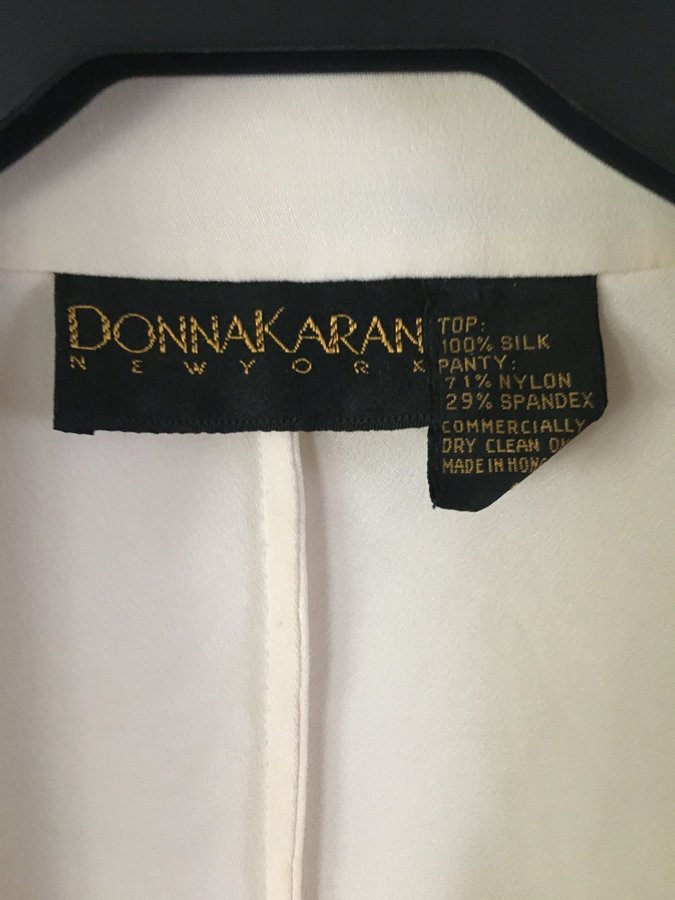 DONNAKARAN
NEW YORK
TOP:
100% SILK
PANTY:
71% NYLON
29% SPANDEX
COMMERCIALLY
DRY CLEAN
MADE IN